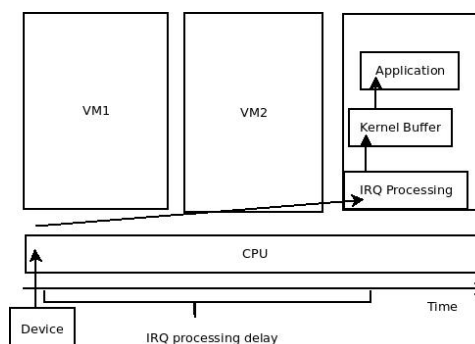 VM1
VM2
Application
Kernel Buffer
IRQ Processing
CPU
Time
Device
IRQ processing delay